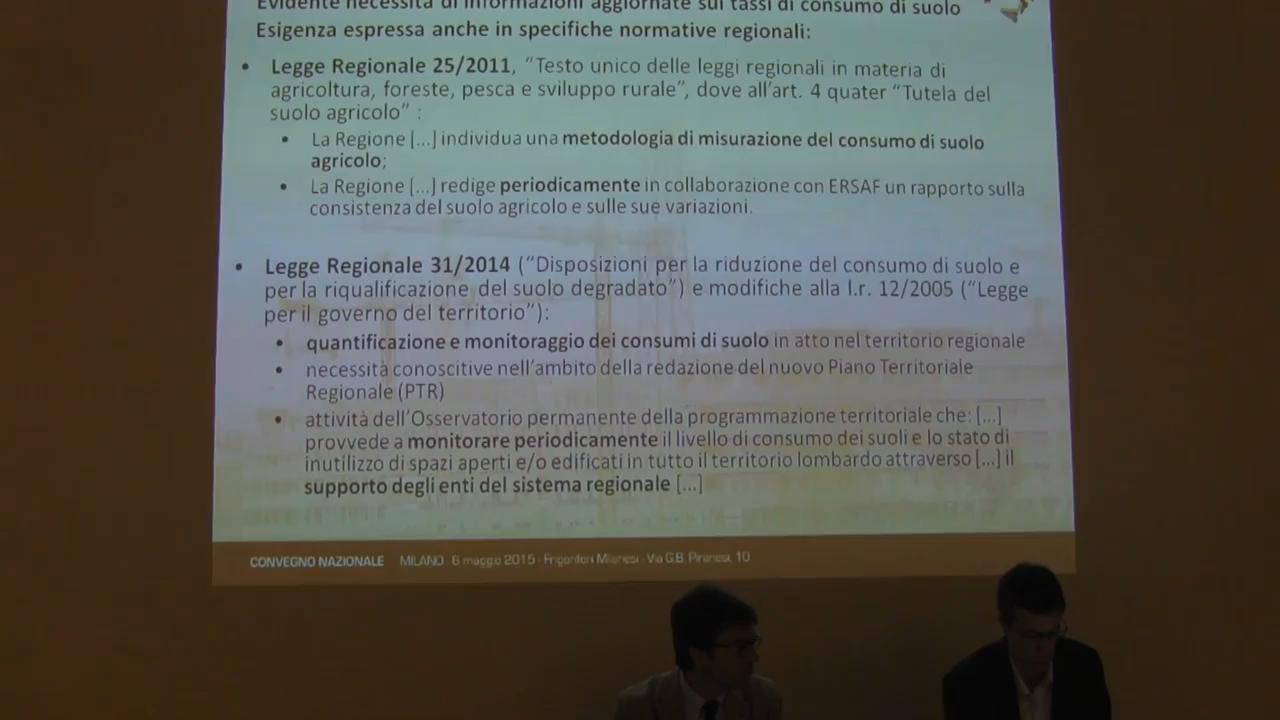 Evidente necessità di informazioni aggiornate sui tassi di consumo di suolo
Esigenza espressa anche in specifiche normative regionali:
• Legge Regionale 25/2011, “Testo unico delle leggi regionali in materia di
agricoltura, foreste, pesca e sviluppo rurale”, dove all’art. 4 quater “Tutela del
suolo agricolo” :
• La Regione [...] individua una metodologia di misurazione del consumo di suolo
agricolo;
• La Regione [...] redige periodicamente in collaborazione con ERSAF un rapporto sulla
consistenza del suolo agricolo e sulle sue variazioni.
• Legge Regionale 31/2014 (“Disposizioni per la riduzione del consumo di suolo e
per la riqualificazione del suolo degradato”) e modifiche alla l.r. 12/2005 (“Legge
per il governo del territorio”):
• quantificazione e monitoraggio dei consumi di suolo in atto nel territorio regionale
• necessità conoscitive nell’ambito della redazione del nuovo Piano Territoriale
Regionale (PTR)
• attività dell’Osservatorio permanente della programmazione territoriale che: [...]
provvede a monitorare periodicamente il livello di consumo dei suoli e lo stato di
inutilizzo di spazi aperti e/o edificati in tutto il territorio lombardo attraverso [...] il
supporto degli enti del sistema regionale [...]
CONVEGNO NAZIONALE MILANO 6 maggio 2015 - Frigoriferi Milanesi - Via G.B. Piranesi, 10